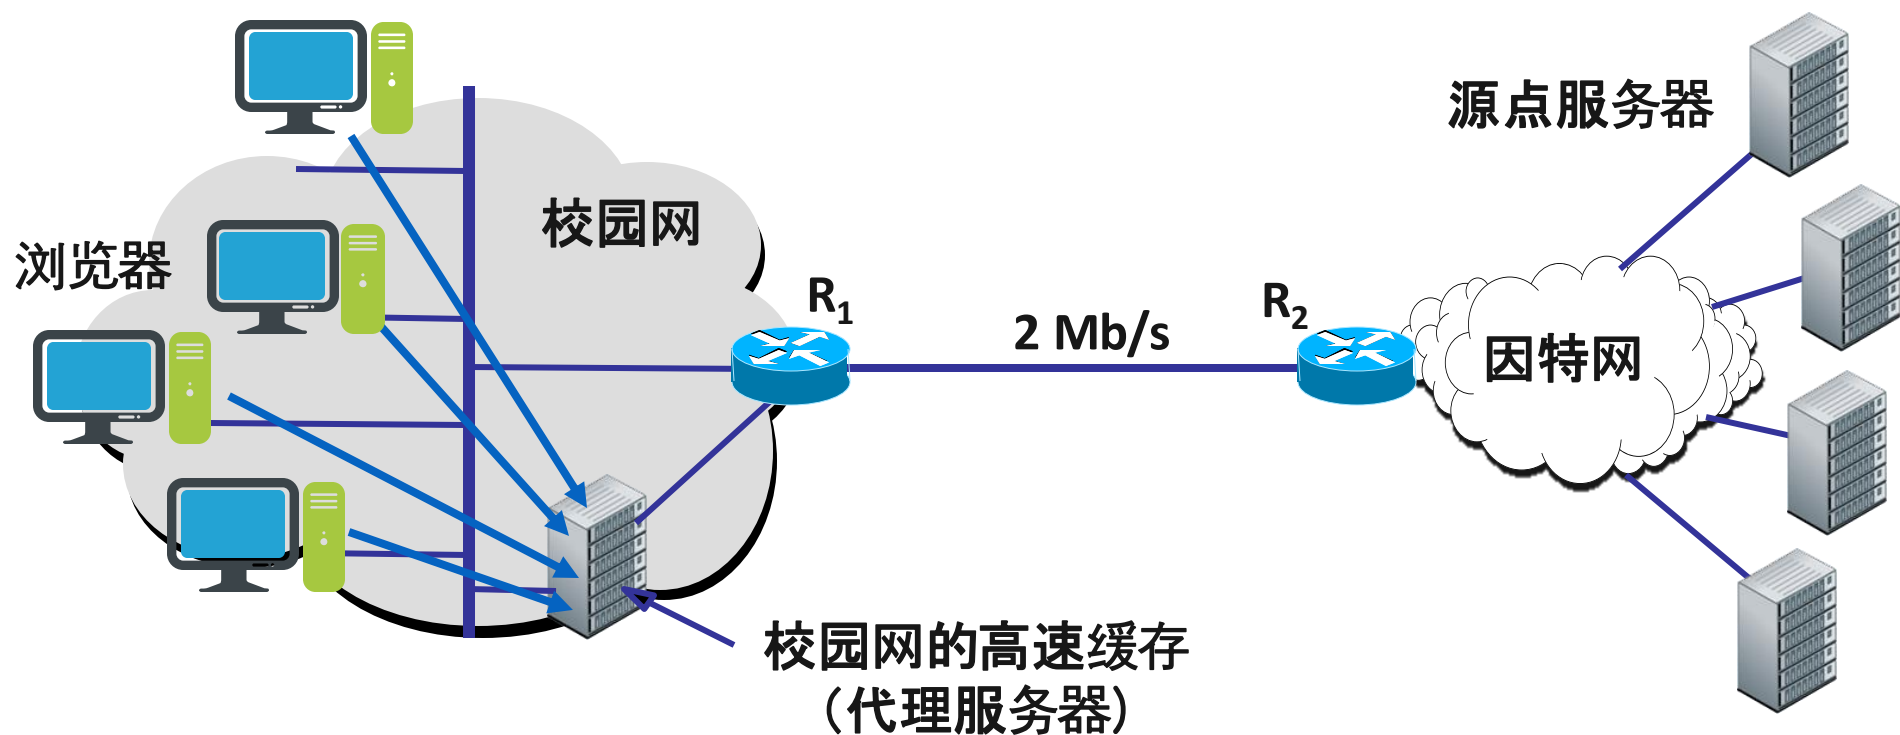 源点服务器
校园网
浏览器
R1
2 Mb/s
R2
因特网
校园网的高速缓存
（代理服务器）